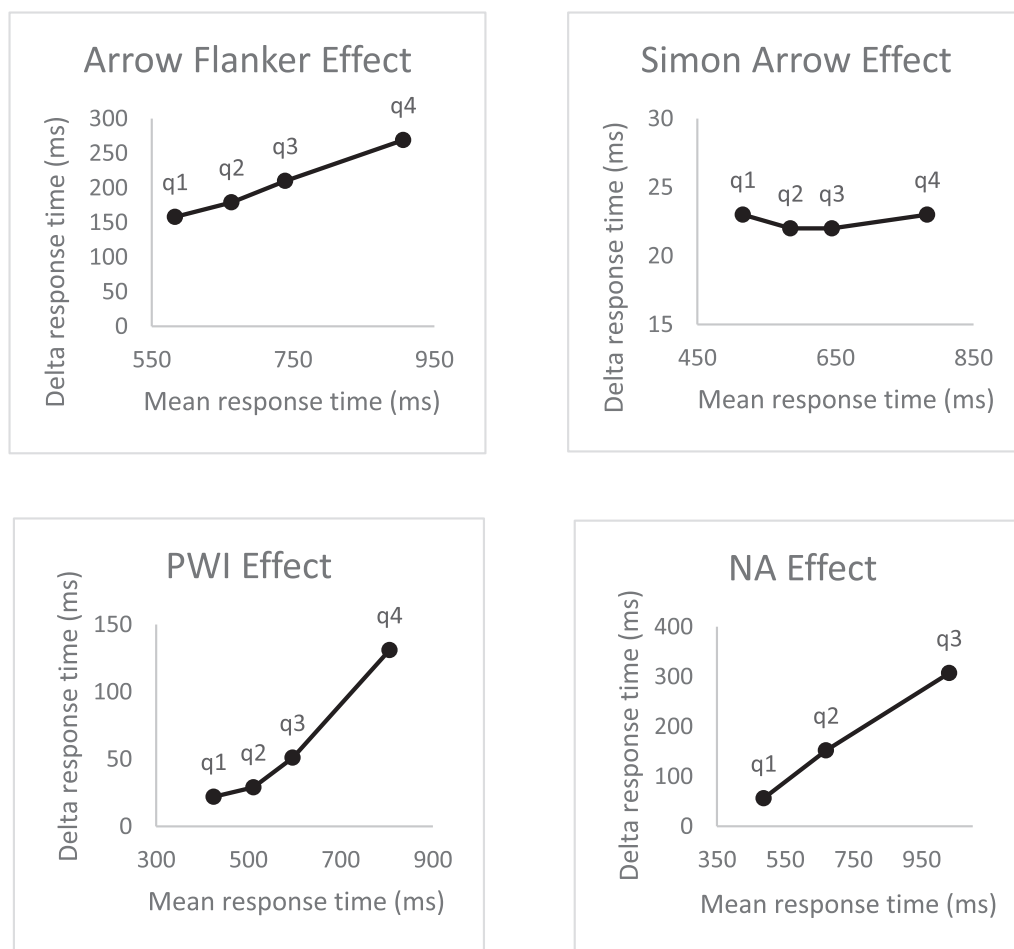 Arrow Flanker Effect
Delta response time (ms)
300
250
200
150
100
50
0
q1
q2
q3
q4
550
750
950
Mean response time (ms)
Simon Arrow Effect
Delta response time (ms)
30
25
20
15
q1
q2
q3
q4
450
650
850
Mean response time (ms)
PWI Effect
Delta response time (ms)
150
100
50
0
q1
q2
q3
q4
300
500
700
900
Mean response time (ms)
NA Effect
Delta response time (ms)
400
300
200
100
0
q1
q2
q3
350
550
750
950
Mean response time (ms)